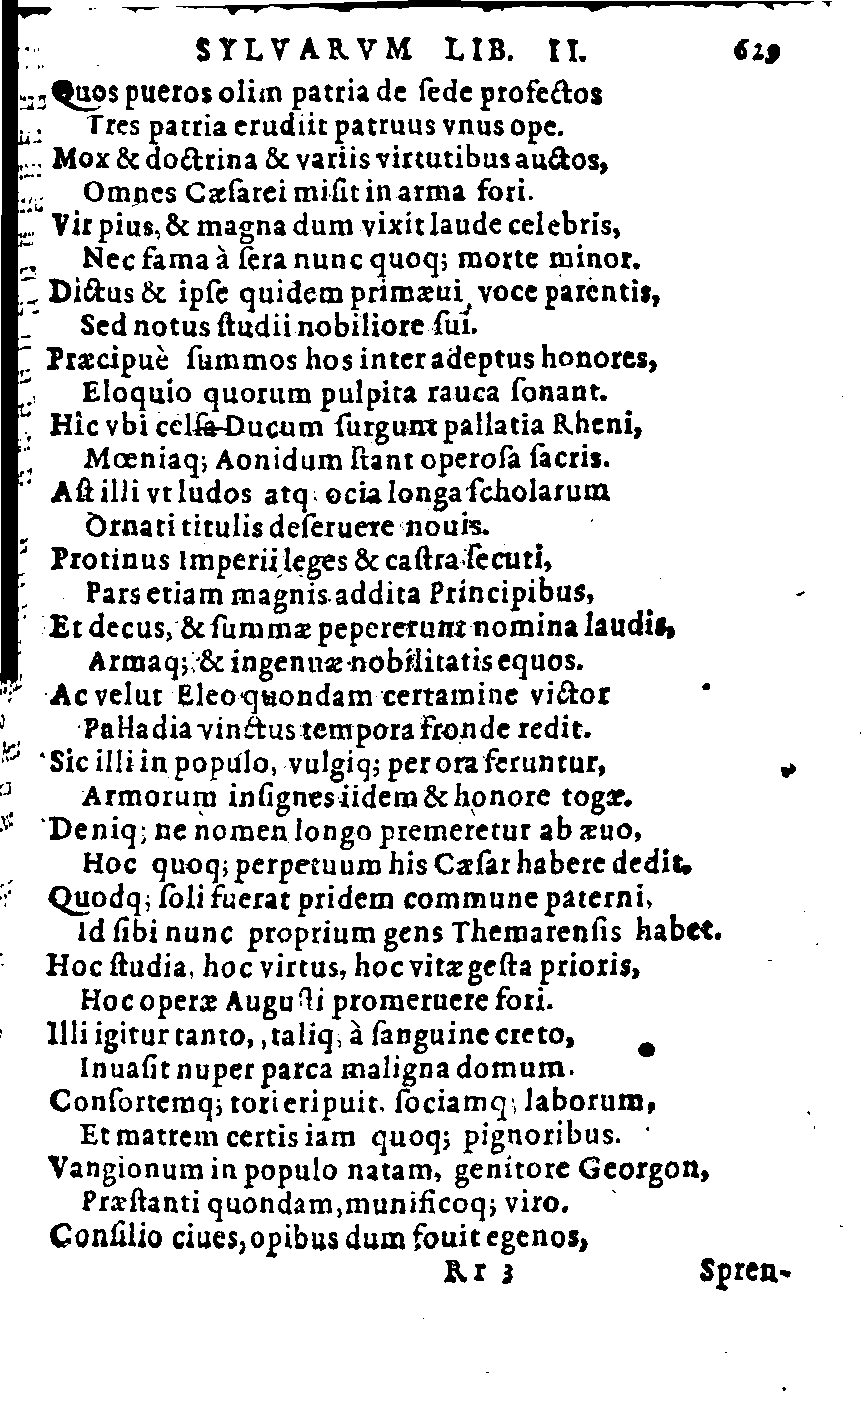 SYLVARVM LIB. II. 629
Quos pueros olim patria de ſede profectos
Tres patria erudiit patruus vnus ope.
Mox & doctrina & variis virtutibus auctos,
Omnes Cæſarei miſit in arma fori.
Vir pius, & magna dum vixit laude celebris,
Nec fama à ſera nunc quoq; morte minor.
Dictus & ipſe quidem primæui voce parentis,
Sed notus ſtudii nobiliore ſui.
Præcipuè ſummos hos inter adeptus honores,
Eloquio quorum pulpita rauca ſonant.
Hîc vbi celſa Ducum ſurgunt pallatia Rheni,
Mœniaq; Aonidum ſtant operoſa ſacris.
Aſt illi vt ludos atq; ocia longa ſcholarum
Ornati titulis deſeruere nouis.
Protinus Imperii leges & caſtra ſecuti,
Pars etiam magnis addita Principibus,
Et decus, & ſummæ pepererunt nomina laudis,
Armaq; & ingenuæ nobilitatis equos.
Ac velut Eleo quondam certamine victor
Palladia vinctus tempora fronde redit.
Sic illi in populo, vulgiq; per ora feruntur,
Armorum inſignes iidem & honore togæ.
Deniq; ne nomen longo premeretur ab æuo,
Hoc quoq; perpetuum his Cæſar habere dedit.
Quodq; ſoli fuerat pridem commune paterni,
Id ſibi nunc proprium gens Themarenſis habet.
Hoc ſtudia, hoc virtus, hoc vitæ geſta prioris,
Hoc operæ Auguſti promeruere fori.
Illi igitur tanto, taliq; à ſanguine creto,
Inuaſit nuper parca maligna domum.
Conſortemq; tori eripuit. ſociamq; laborum,
Et matrem certis iam quoq; pignoribus.
Vangionum in populo natam, genitore Georgon,
Præſtanti quondam, munificoq; viro.
Conſilio ciues, opibus dum fouit egenos,
Rr 3 Spren-